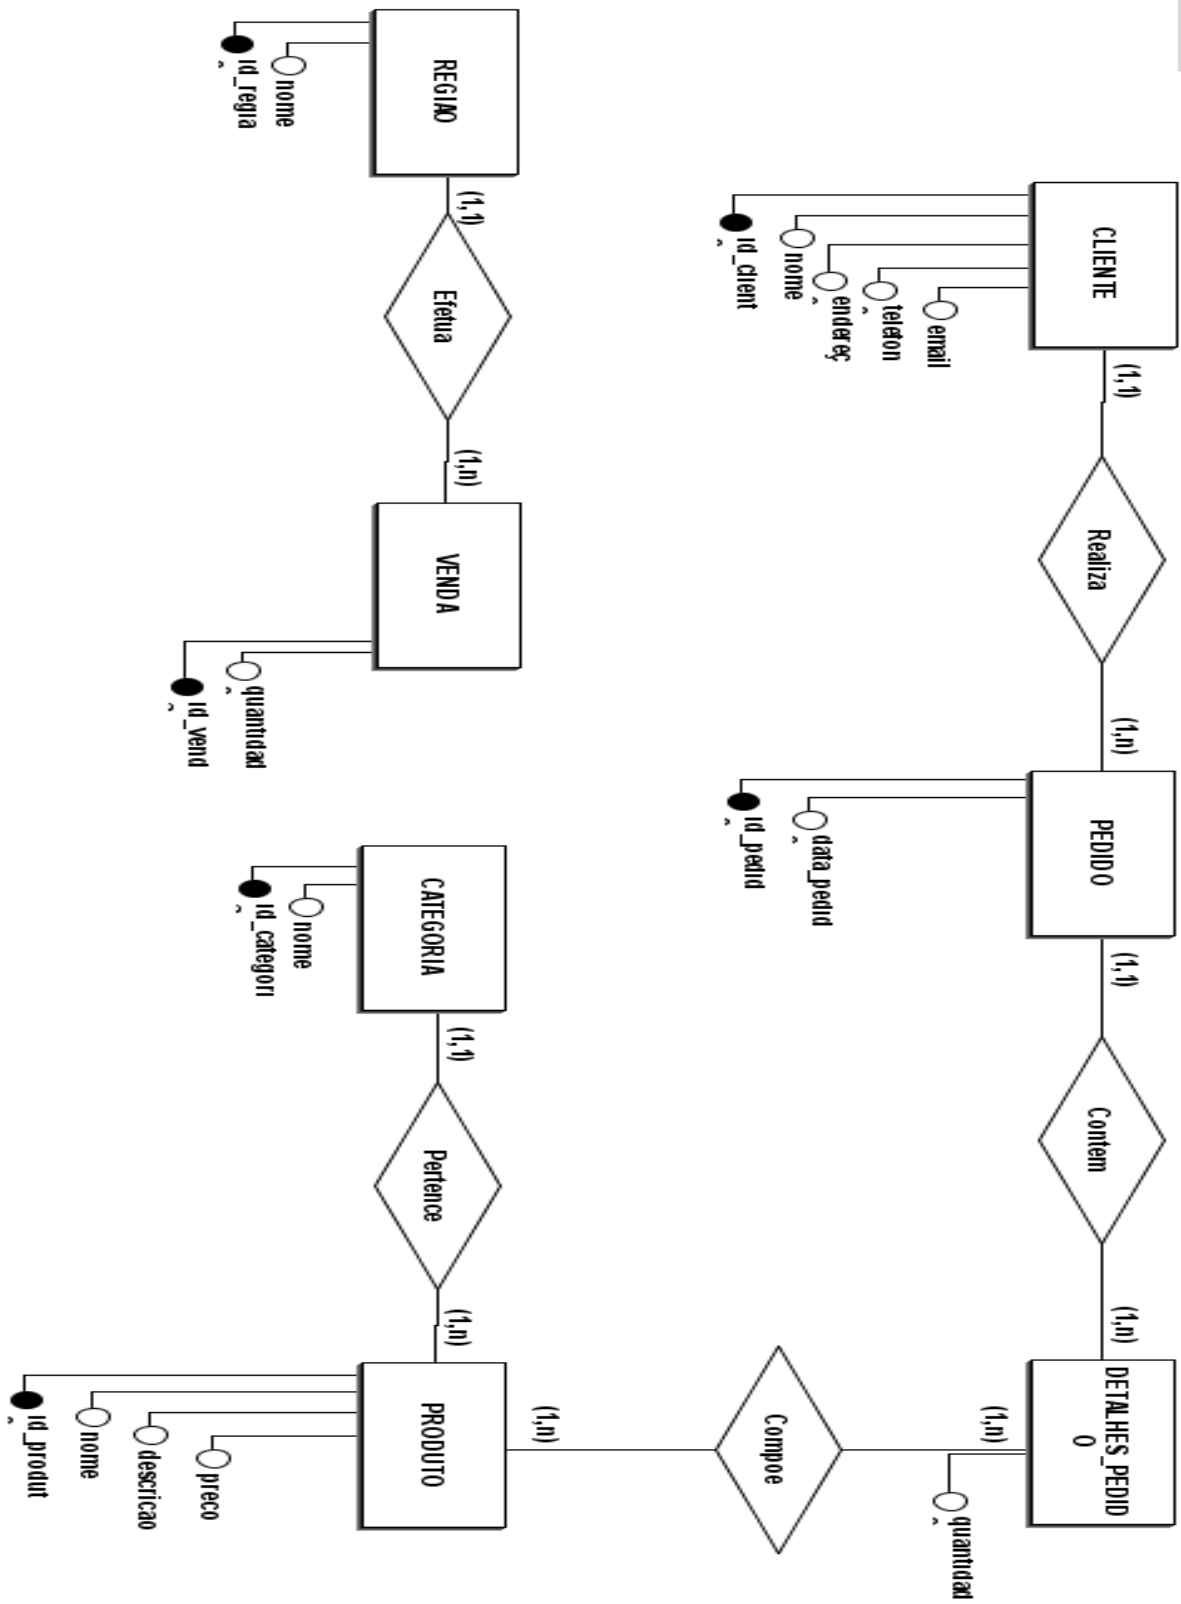 CLIENTE
(1,1)
Realiza
(1,n)
PEDIDO
(1,1)
Contem
(1,n)
DETALHES_PEDID
O
email
telefon
endereç
nome
id_client
data_pedid
id_pedid
(1,n)
quantidad
Compoe
(1,n)
REGIAO
(1,1)
Efetua
(1,n)
VENDA
nome
id_regia
quantidad
id_vend
CATEGORIA
(1,1)
Pertence
(1,n)
PRODUTO
nome
id_categori
preco
descricao
nome
id_produt